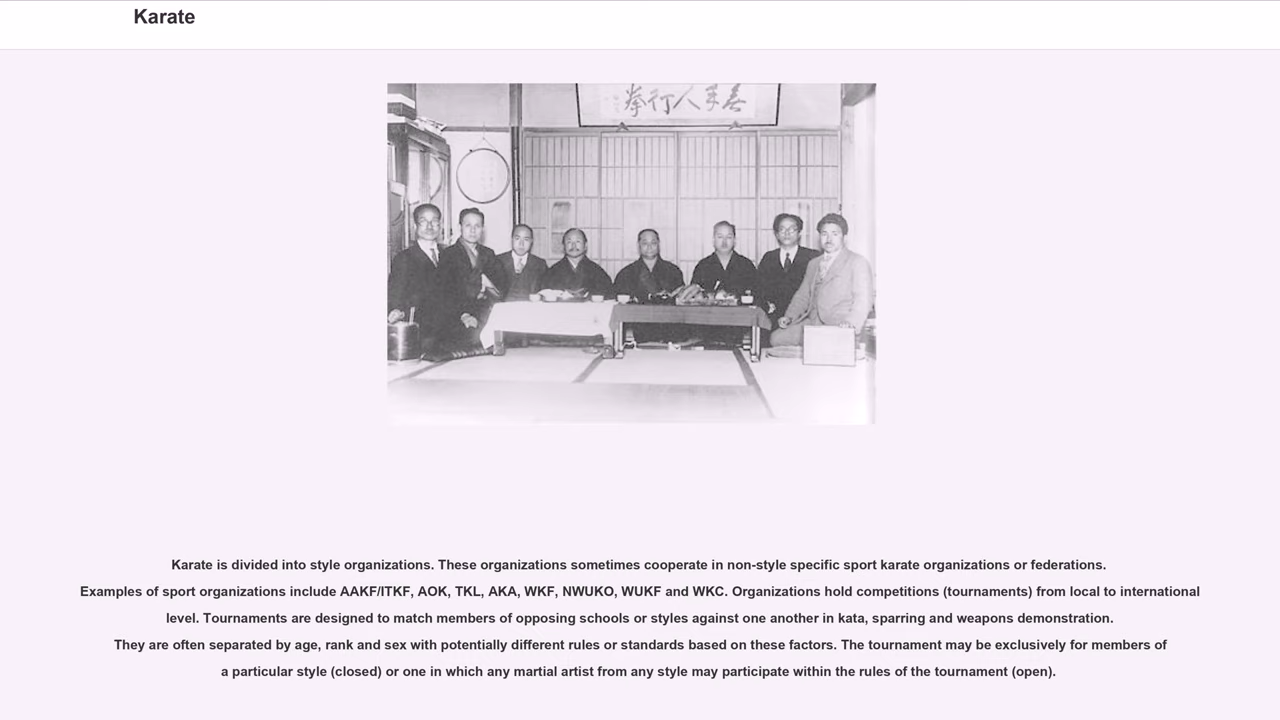 Karate
Karate is divided into style organizations. These organizations sometimes cooperate in non-style specific sport karate organizations or federations.
Examples of sport organizations include AAKF/ITKF, AOK, TKL, AKA, WKF, NWUKO, WUKF and WKC. Organizations hold competitions (tournaments) from local to international
level. Tournaments are designed to match members of opposing schools or styles against one another in kata, sparring and weapons demonstration.
They are often separated by age, rank and sex with potentially different rules or standards based on these factors. The tournament may be exclusively for members of
a particular style (closed) or one in which any martial artist from any style may participate within the rules of the tournament (open).